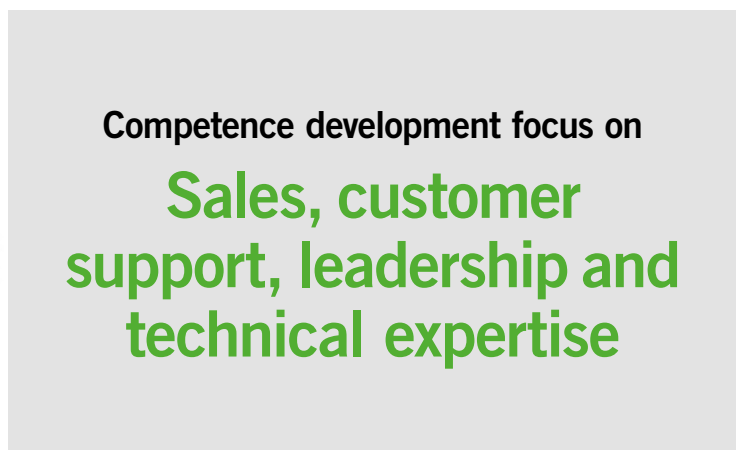 Competence development focus on
Sales, customer
support, leadership and
technical expertise